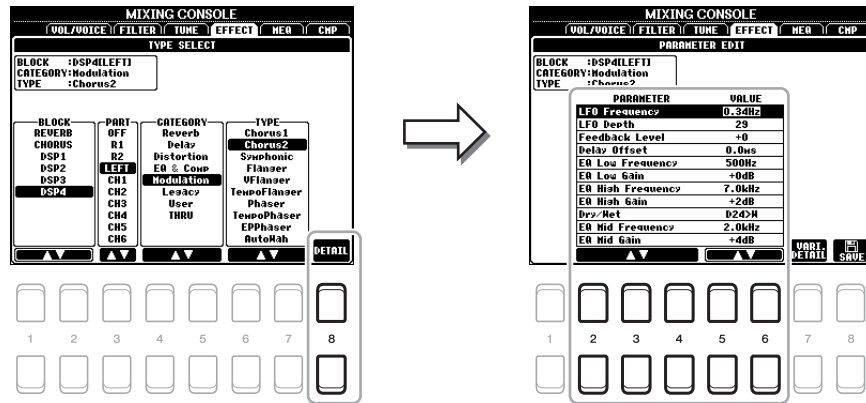 MIXING CONSOLE
VOL/VOICE FILTER TUNE EFFECT MEQ CMP
TYPE SELECT
BLOCK :DSP4[LEFT]
CATEGORY:Modulation
TYPE :Chorus2
BLOCK
REVERB
CHORUS
DSP1
DSP2
DSP3
DSP4
PART
OFF
R1
R2
LEFT
CH1
CH2
CH3
CH4
CH5
CH6
CATEGORY
Reverb
Delay
Distortion
EQ & Comp
Modulation
Legacy
User
THRU
TYPE
Chorus1
Chorus2
Symphonic
Flanger
VFlanger
TempoFlanger
Phaser
TempoPhaser
EPPhaser
AutoWah
DETAIL
1 2 3 4 5 6 7 8
MIXING CONSOLE
VOL/VOICE FILTER TUNE EFFECT MEQ CMP
PARAMETER EDIT
BLOCK :DSP4[LEFT]
CATEGORY:Modulation
TYPE :Chorus2
PARAMETER VALUE
LFO Frequency 0.34Hz
LFO Depth 29
Feedback Level +0
Delay Offset 0.0ms
EQ Low Frequency 500Hz
EQ Low Gain +0dB
EQ High Frequency 7.0kHz
EQ High Gain +2dB
Dry/Wet D24>W
EQ Mid Frequency 2.0kHz
EQ Mid Gain +4dB
VARI. DETAIL
SAVE
1 2 3 4 5 6 7 8